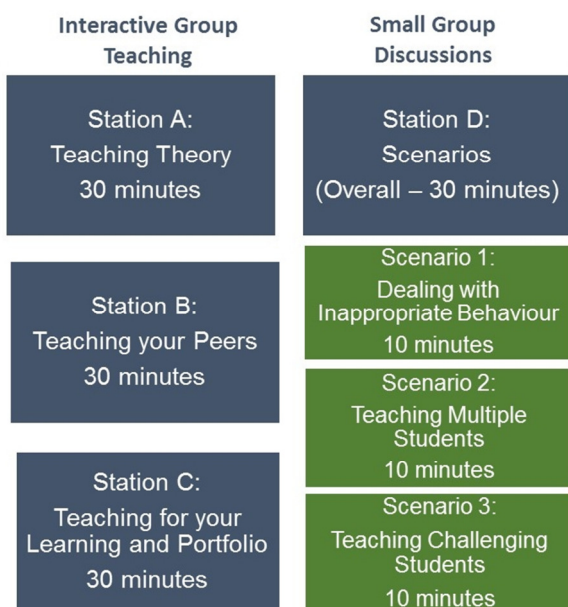 Interactive Group
Teaching
Station A:
Teaching Theory
30 minutes
Station B:
Teaching your Peers
30 minutes
Station C:
Teaching for your
Learning and Portfolio
30 minutes
Small Group
Discussions
Station D:
Scenarios
(Overall – 30 minutes)
Scenario 1:
Dealing with
Inappropriate Behaviour
10 minutes
Scenario 2:
Teaching Multiple
Students
10 minutes
Scenario 3:
Teaching Challenging
Students
10 minutes